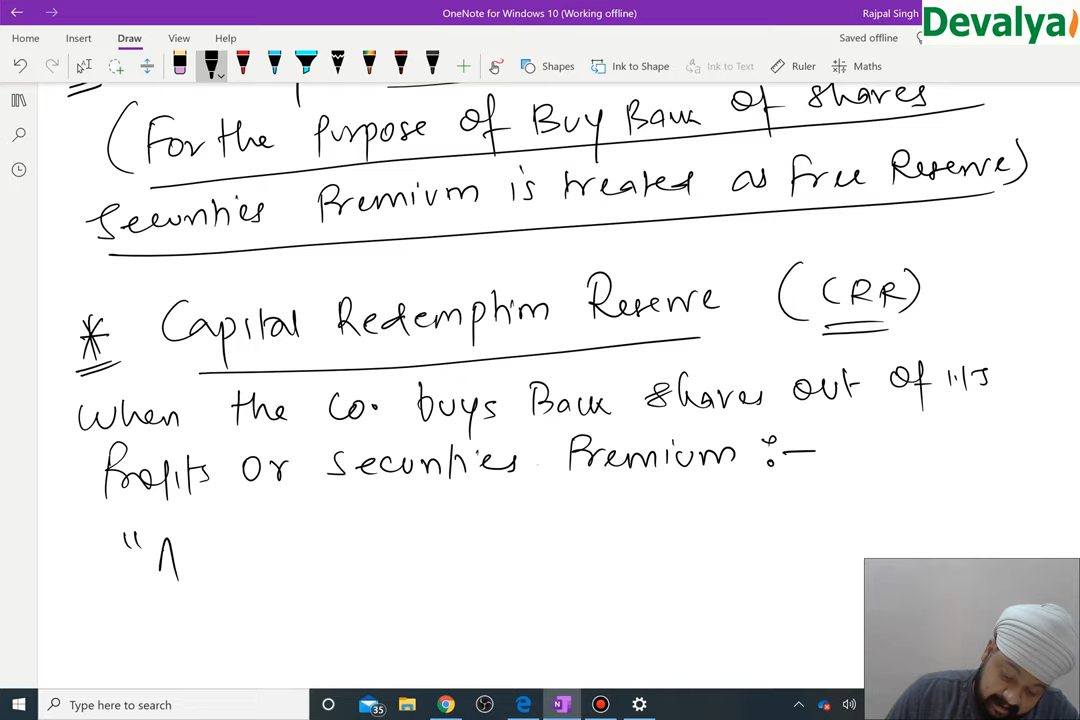 OneNote for Windows 10 (Working offline)
Rajpal Singh
Devalya
Home Insert Draw View Help
Saved offline
Shapes Ink to Shape Ink to Text Ruler Maths
(For the Purpose of Buy Back of Shares
Securities Premium is treated as Free Reserve)
* Capital Redemption Reserve (CRR)
When the Co. buys Back shares out of its
Profits or Securities Premium :-
"A
Type here to search
35